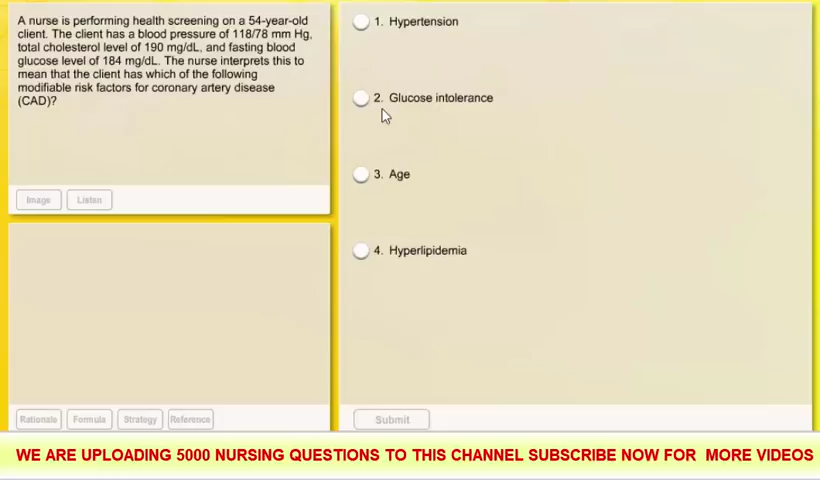 A nurse is performing health screening on a 54-year-old
client. The client has a blood pressure of 118/78 mm Hg,
total cholesterol level of 190 mg/dL, and fasting blood
glucose level of 184 mg/dL. The nurse interprets this to
mean that the client has which of the following
modifiable risk factors for coronary artery disease
(CAD)?
Image Listen
1. Hypertension
2. Glucose intolerance
3. Age
4. Hyperlipidemia
Rationale Formula Strategy Reference
Submit
WE ARE UPLOADING 5000 NURSING QUESTIONS TO THIS CHANNEL SUBSCRIBE NOW FOR MORE VIDEOS